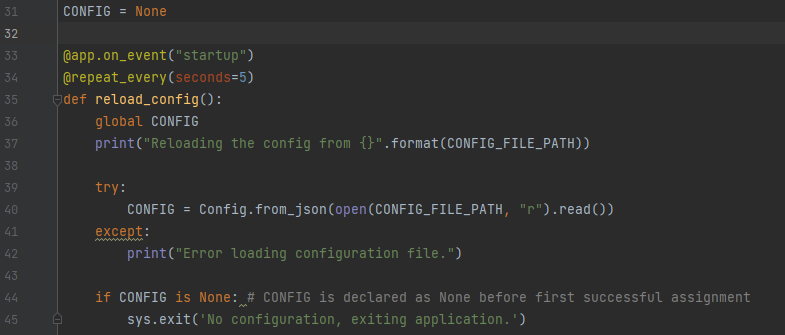 31 CONFIG = None
32
33 @app.on_event("startup")
34 @repeat_every(seconds=5)
35 def reload_config():
36     global CONFIG
37     print("Reloading the config from {}".format(CONFIG_FILE_PATH))
38
39     try:
40         CONFIG = Config.from_json(open(CONFIG_FILE_PATH, "r").read())
41     except:
42         print("Error loading configuration file.")
43
44     if CONFIG is None: # CONFIG is declared as None before first successful assignment
45         sys.exit('No configuration, exiting application.')